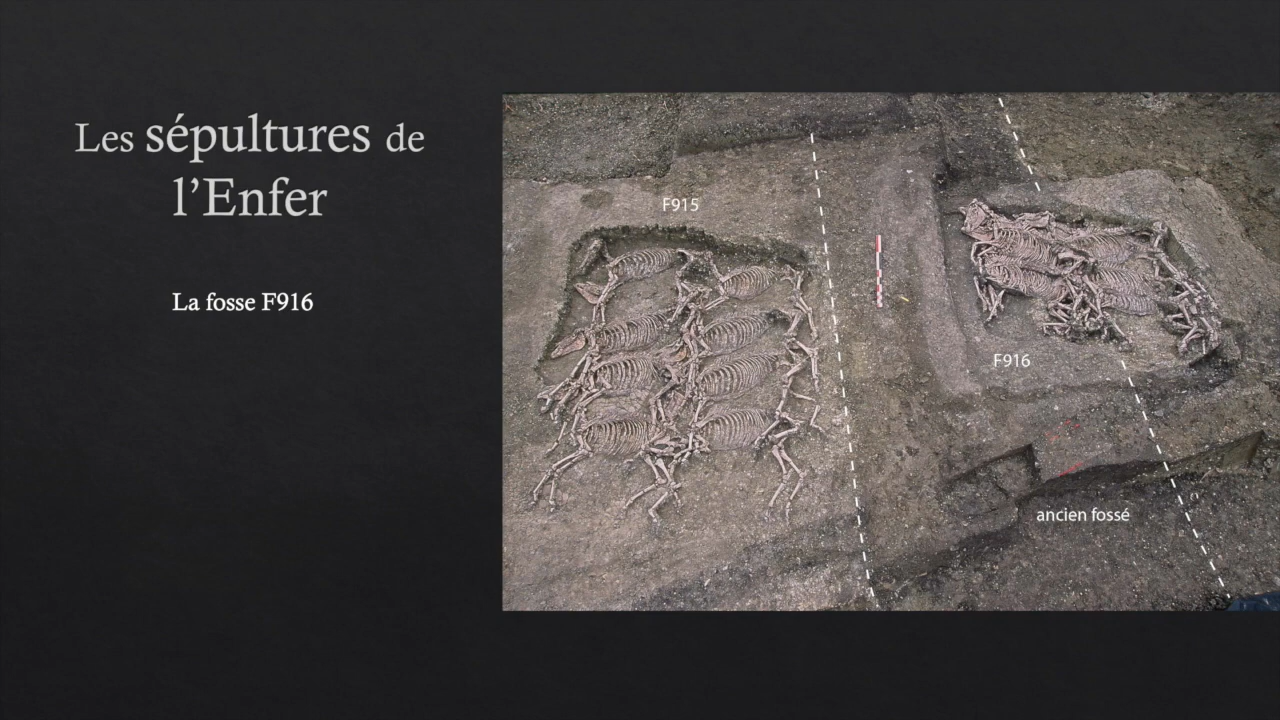 Les sépultures de
l’Enfer
La fosse F916
F915
F916
ancien fossé